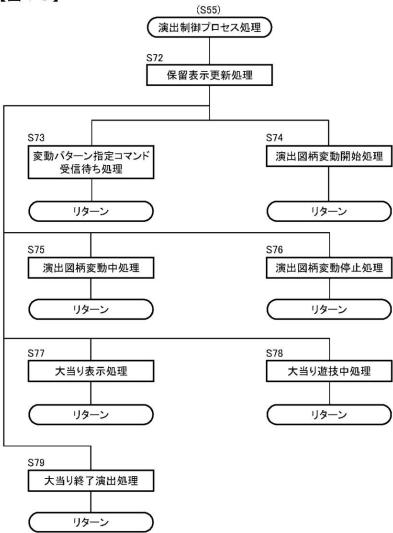 (S55)
演出制御プロセス処理
S72
保留表示更新処理
S73
変動パターン指定コマンド
受信待ち処理
リターン
S74
演出図柄変動開始処理
リターン
S75
演出図柄変動中処理
リターン
S76
演出図柄変動停止処理
リターン
S77
大当り表示処理
リターン
S78
大当り遊技中処理
リターン
S79
大当り終了演出処理
リターン